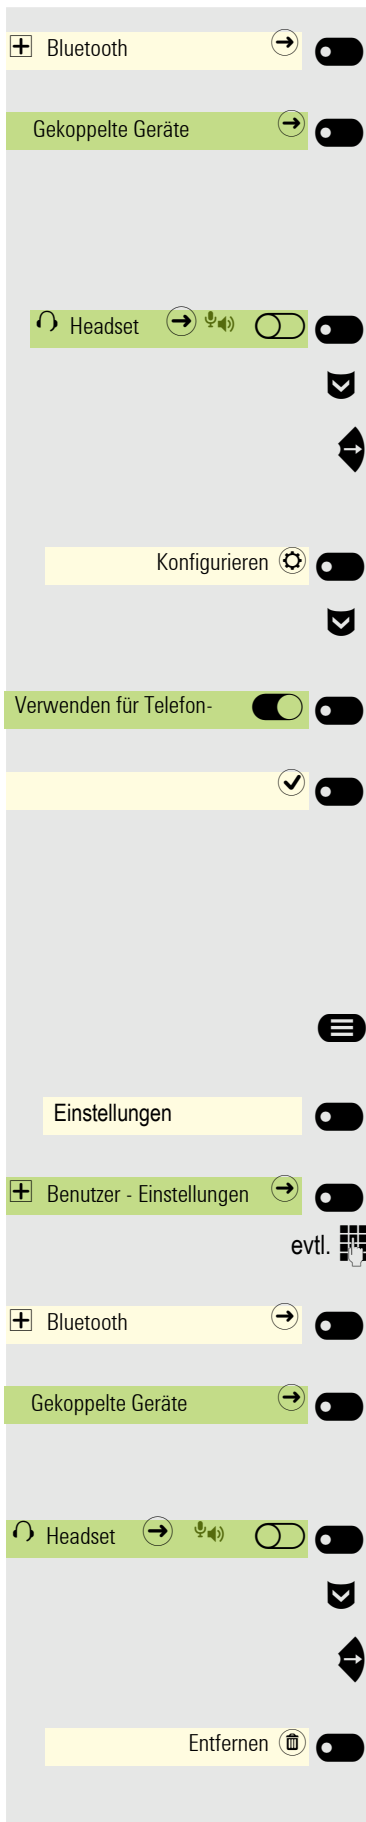 Bluetooth
Gekoppelte Geräte
Headset
Konfigurieren
Verwenden für Telefon-
Einstellungen
Benutzer - Einstellungen
evtl.
Bluetooth
Gekoppelte Geräte
Headset
Entfernen